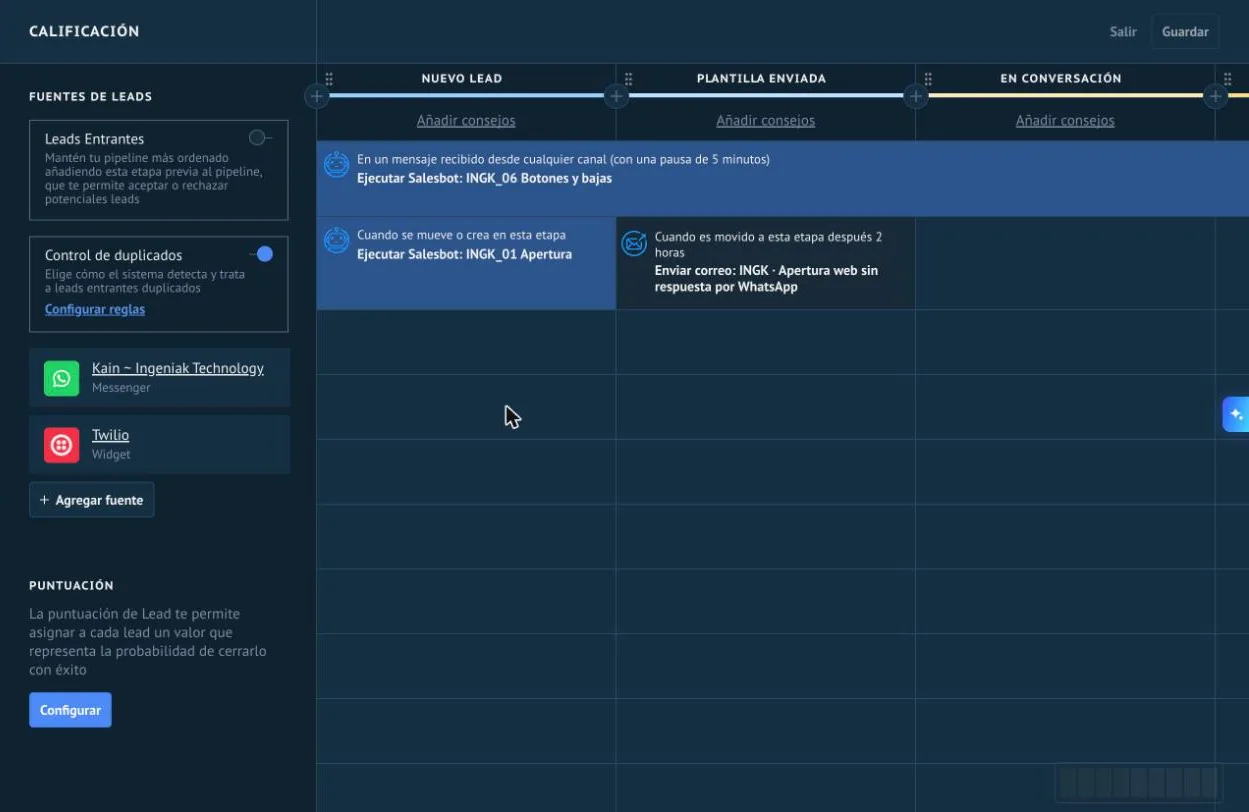 CALIFICACIÓN
Salir
Guardar
FUENTES DE LEADS
Leads Entrantes
Mantén tu pipeline más ordenado
añadiendo esta etapa previa al pipeline,
que te permite aceptar o rechazar
potenciales leads
Control de duplicados
Elige cómo el sistema detecta y trata
a leads entrantes duplicados
Configurar reglas
Kain ~ Ingeniak Technology
Messenger
Twilio
Widget
+ Agregar fuente
PUNTUACIÓN
La puntuación de Lead te permite
asignar a cada lead un valor que
representa la probabilidad de cerrarlo
con éxito
Configurar
NUEVO LEAD
PLANTILLA ENVIADA
EN CONVERSACIÓN
Añadir consejos
Añadir consejos
Añadir consejos
En un mensaje recibido desde cualquier canal (con una pausa de 5 minutos)
Ejecutar Salesbot: INGK_06 Botones y bajas
Cuando se mueve o crea en esta etapa
Ejecutar Salesbot: INGK_01 Apertura
Cuando es movido a esta etapa después 2
horas
Enviar correo: INGK · Apertura web sin
respuesta por WhatsApp